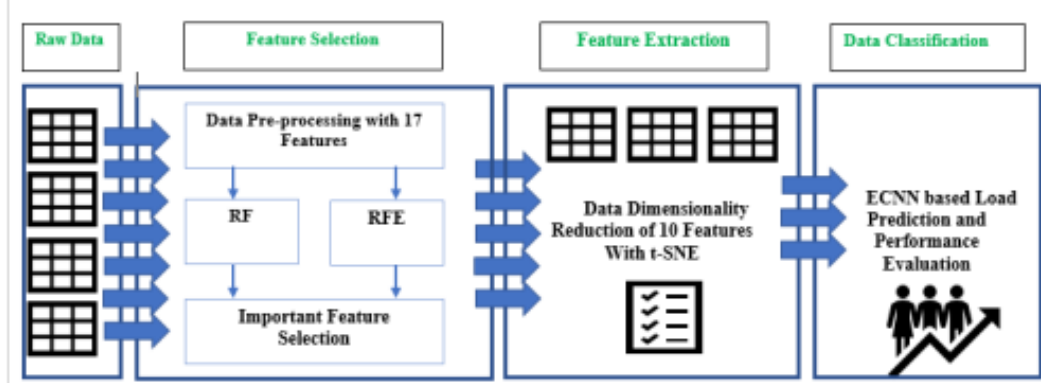 Raw Data
Feature Selection
Feature Extraction
Data Classification
Data Pre-processing with 17
Features
RF
RFE
Important Feature
Selection
Data Dimensionality
Reduction of 10 Features
With t-SNE
ECNN based Load
Prediction and
Performance
Evaluation